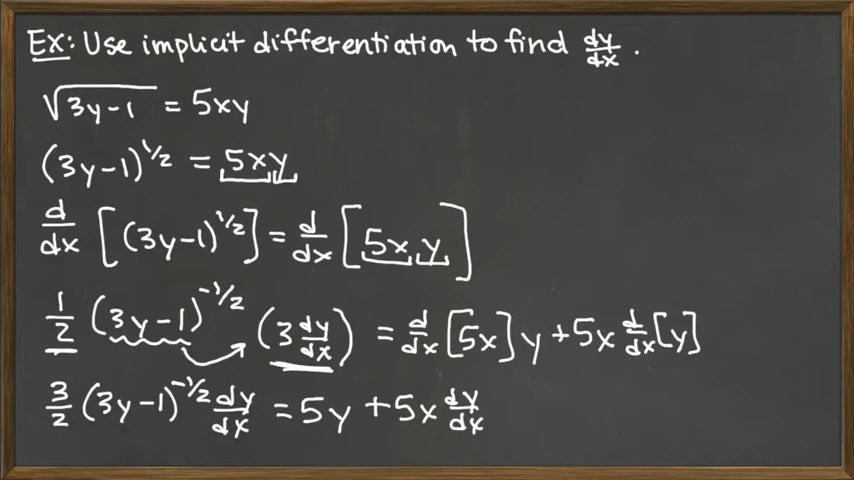 Ex: Use implicit differentiation to find dy/dx.
√(3y-1) = 5xy
(3y-1)^1/2 = 5xy
d/dx [(3y-1)^1/2] = d/dx [5x y]
1/2 (3y-1)^-1/2 (3 dy/dx) = d/dx [5x] y + 5x d/dx [y]
3/2 (3y-1)^-1/2 dy/dx = 5y + 5x dy/dx